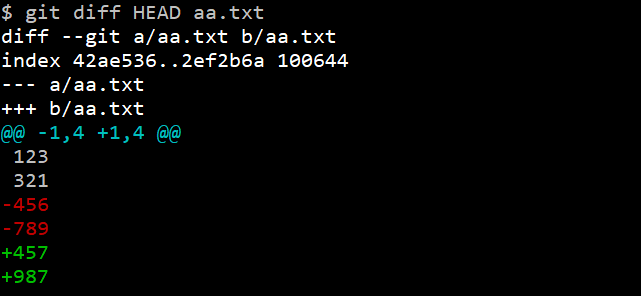 $ git diff HEAD aa.txt
diff --git a/aa.txt b/aa.txt
index 42ae536..2ef2b6a 100644
--- a/aa.txt
+++ b/aa.txt
@@ -1,4 +1,4 @@
 123
 321
-456
-789
+457
+987